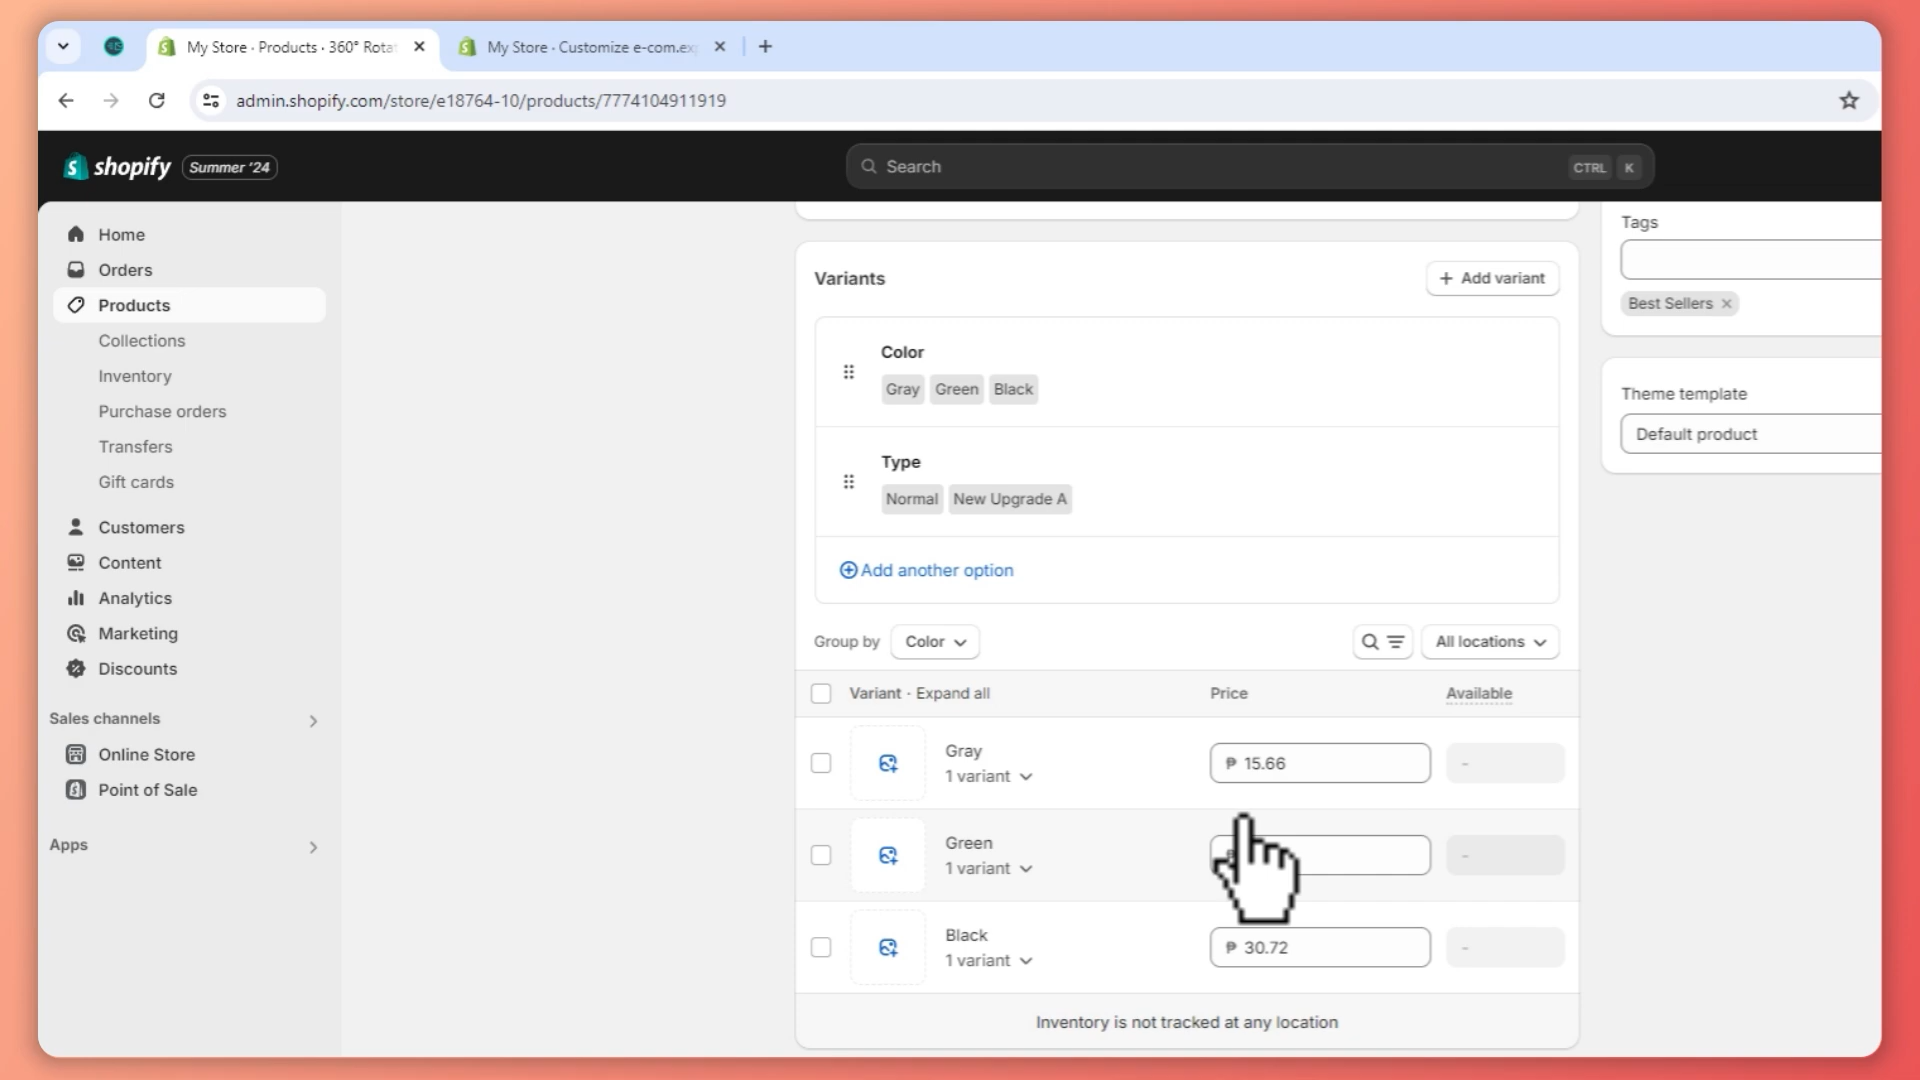 My Store · Products · 360° Rota
My Store · Customize e-com.ex
admin.shopify.com/store/e18764-10/products/7774104911919
shopify
Summer '24
Search
CTRL K
Home
Orders
Products
Collections
Inventory
Purchase orders
Transfers
Gift cards
Customers
Content
Analytics
Marketing
Discounts
Sales channels
Online Store
Point of Sale
Apps
Variants
Add variant
Color
Gray Green Black
Type
Normal New Upgrade A
Add another option
Group by Color
All locations
Variant · Expand all Price Available
Gray
1 variant
₱ 15.66
-
Green
1 variant
-
Black
1 variant
₱ 30.72
-
Inventory is not tracked at any location
Tags
Best Sellers
Theme template
Default product